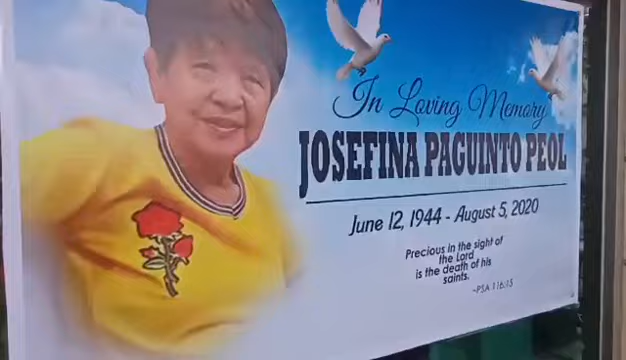 In Loving Memory
JOSEFINA PAGUINTO PEOL
June 12, 1944 - August 5, 2020
Precious in the sight of
the Lord
is the death of his
saints.
~PSA 116:15